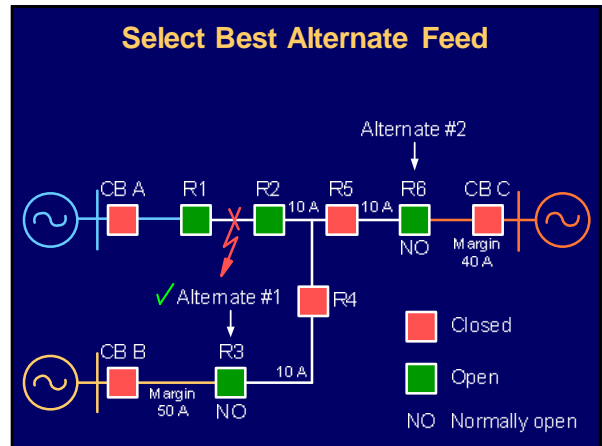 Select Best Alternate Feed
Alternate #2
CB A
R1
R2
10 A
R5
10 A
R6
CB C
NO
Margin
40 A
Alternate #1
R4
CB B
R3
10 A
Margin
50 A
NO
Closed
Open
NO Normally open